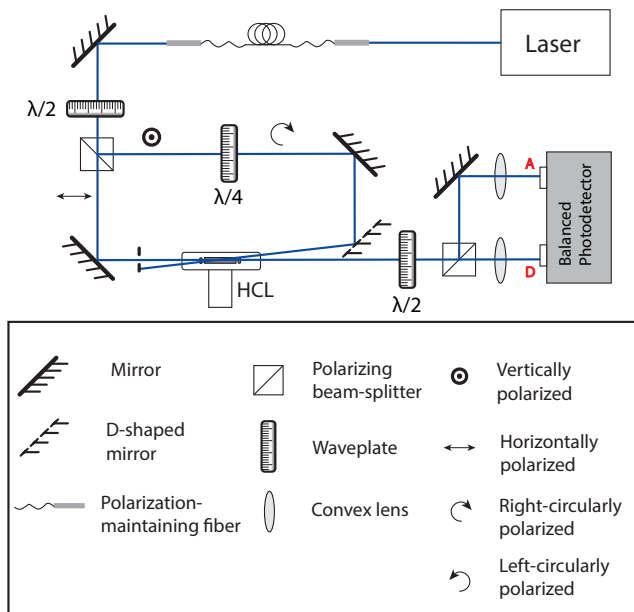 Laser
λ/2
λ/4
A
Balanced
Photodetector
D
HCL
λ/2
Mirror
Polarizing
beam-splitter
Vertically
polarized
D-shaped
mirror
Waveplate
Horizontally
polarized
Polarization-
maintaining fiber
Convex lens
Right-circularly
polarized
Left-circularly
polarized